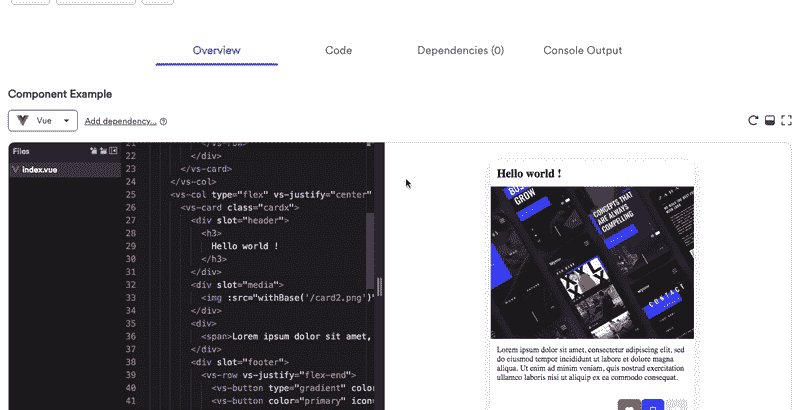 Overview Code Dependencies (0) Console Output
Component Example
Vue Add dependency...
Files
index.vue
21 </vs-row>
22 </div>
23 </vs-card>
24 </vs-col>
25 <vs-col type="flex" vs-justify="center"
26 <vs-card class="cardx">
27 <div slot="header">
28 <h3>
29 Hello world !
30 </h3>
31 </div>
32 <div slot="media">
33 <img :src="withBase('/card2.png')"
34 </div>
35 <div>
36 <span>Lorem ipsum dolor sit amet,
37 </div>
38 <div slot="footer">
39 <vs-row vs-justify="flex-end">
40 <vs-button type="gradient" colo
41 <vs-button color="primary" icon
Hello world !
GROW
CONCEPTS THAT
ARE ALWAYS
COMPELLING
CONTACT
Lorem ipsum dolor sit amet, consectetur adipiscing elit, sed
do eiusmod tempor incididunt ut labore et dolore magna
aliqua. Ut enim ad minim veniam, quis nostrud exercitation
ullamco laboris nisi ut aliquip ex ea commodo consequat.